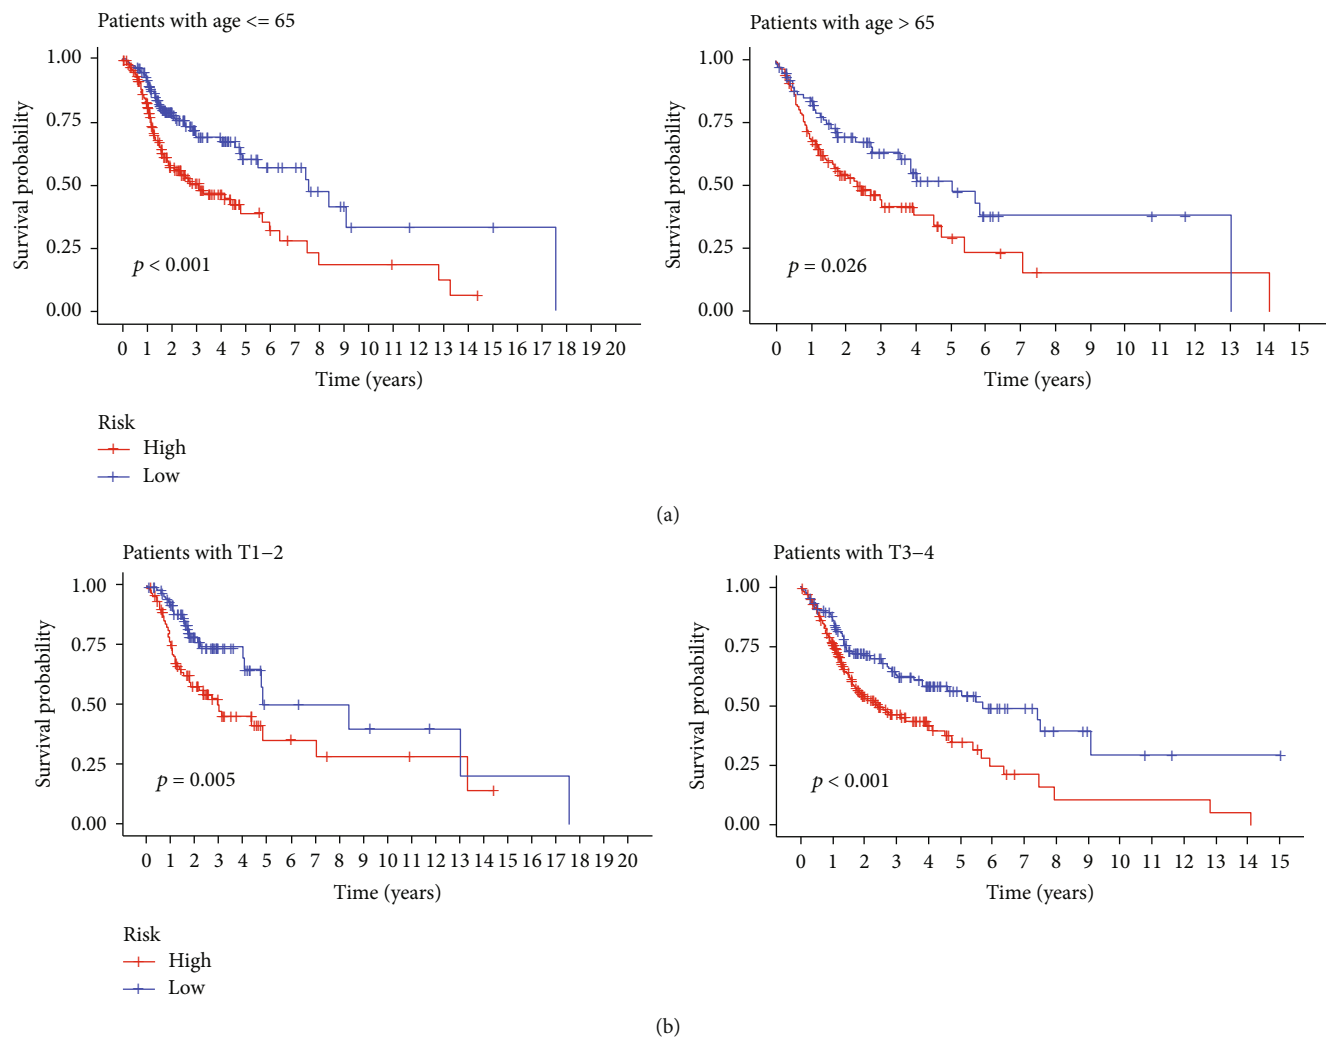 Patients with age <= 65
Survival probability
1.00
0.75
0.50
0.25
0.00
p < 0.001
0 1 2 3 4 5 6 7 8 9 10 11 12 13 14 15 16 17 18 19 20
Time (years)
Patients with age > 65
Survival probability
1.00
0.75
0.50
0.25
0.00
p = 0.026
0 1 2 3 4 5 6 7 8 9 10 11 12 13 14 15
Time (years)
Risk
High
Low
(a)
Patients with T1−2
Survival probability
1.00
0.75
0.50
0.25
0.00
p = 0.005
0 1 2 3 4 5 6 7 8 9 10 11 12 13 14 15 16 17 18 19 20
Time (years)
Patients with T3−4
Survival probability
1.00
0.75
0.50
0.25
0.00
p < 0.001
0 1 2 3 4 5 6 7 8 9 10 11 12 13 14 15
Time (years)
Risk
High
Low
(b)